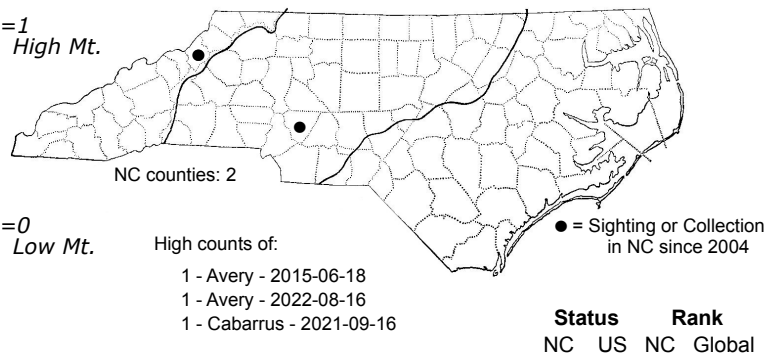 =1
High Mt.
NC counties: 2
=0
Low Mt.
High counts of:
1 - Avery - 2015-06-18
1 - Avery - 2022-08-16
1 - Cabarrus - 2021-09-16
● = Sighting or Collection
in NC since 2004
Status Rank
NC US NC Global